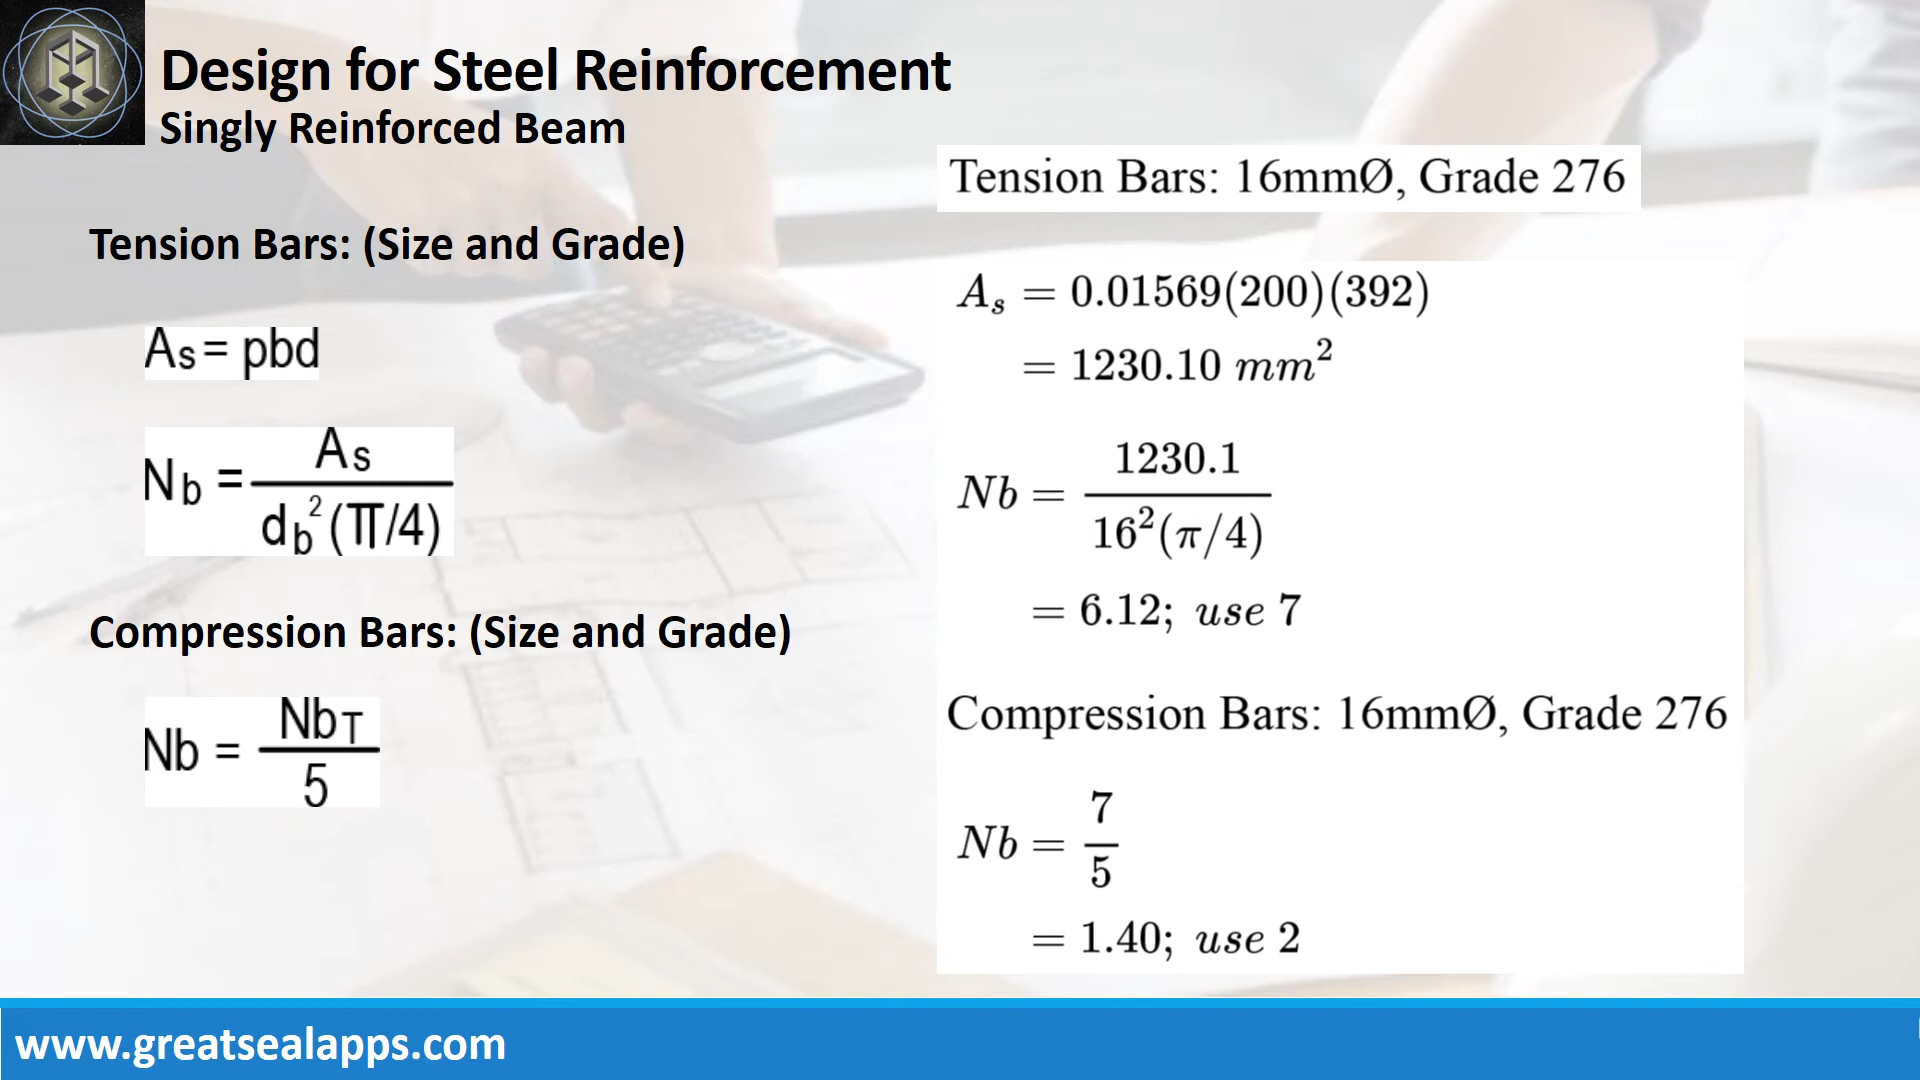 Design for Steel Reinforcement
Singly Reinforced Beam
Tension Bars: (Size and Grade)
As = pbd
Nb = As / db²(π/4)
Compression Bars: (Size and Grade)
Nb = NbT / 5
Tension Bars: 16mmØ, Grade 276
As = 0.01569(200)(392)
= 1230.10 mm²
Nb = 1230.1 / 16²(π/4)
= 6.12; use 7
Compression Bars: 16mmØ, Grade 276
Nb = 7 / 5
= 1.40; use 2
www.greatsealapps.com